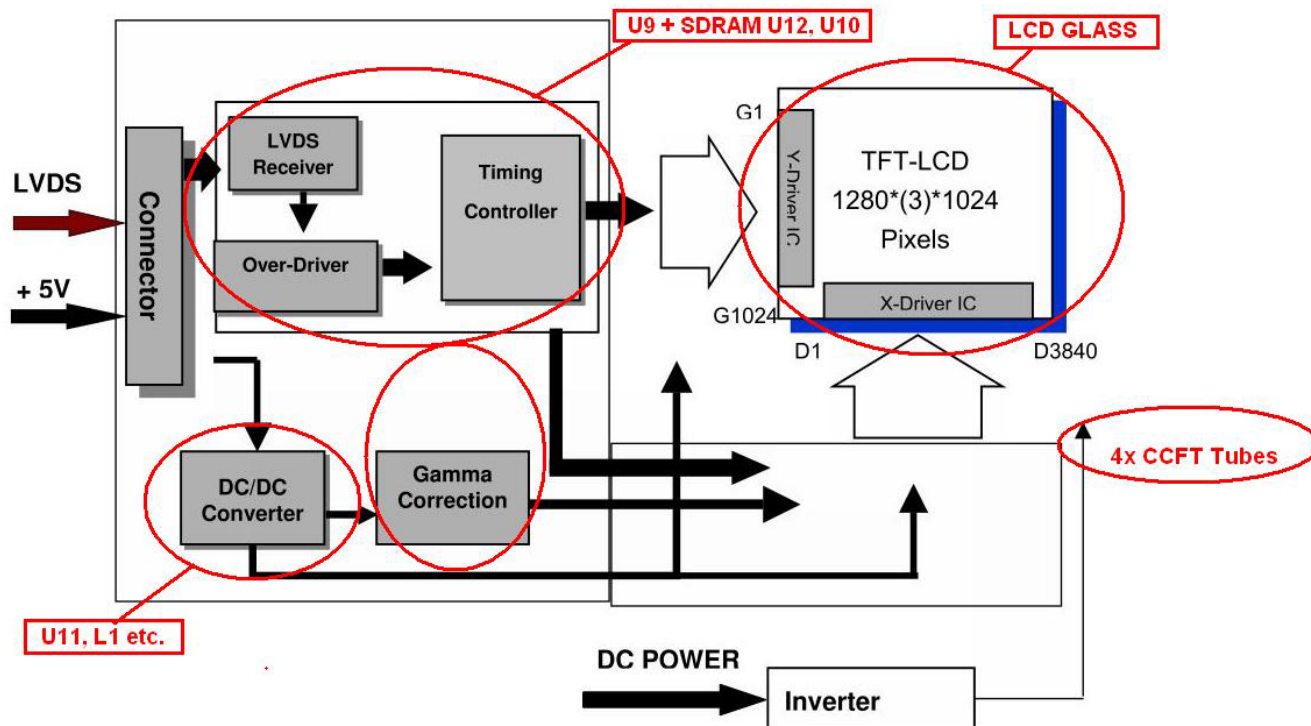 U9 + SDRAM U12, U10
LCD GLASS
LVDS
+ 5V
Connector
LVDS
Receiver
Over-Driver
Timing
Controller
G1
Y-Driver IC
TFT-LCD
1280*(3)*1024
Pixels
X-Driver IC
G1024
D1
D3840
4x CCFT Tubes
DC/DC
Converter
Gamma
Correction
U11, L1 etc.
DC POWER
Inverter